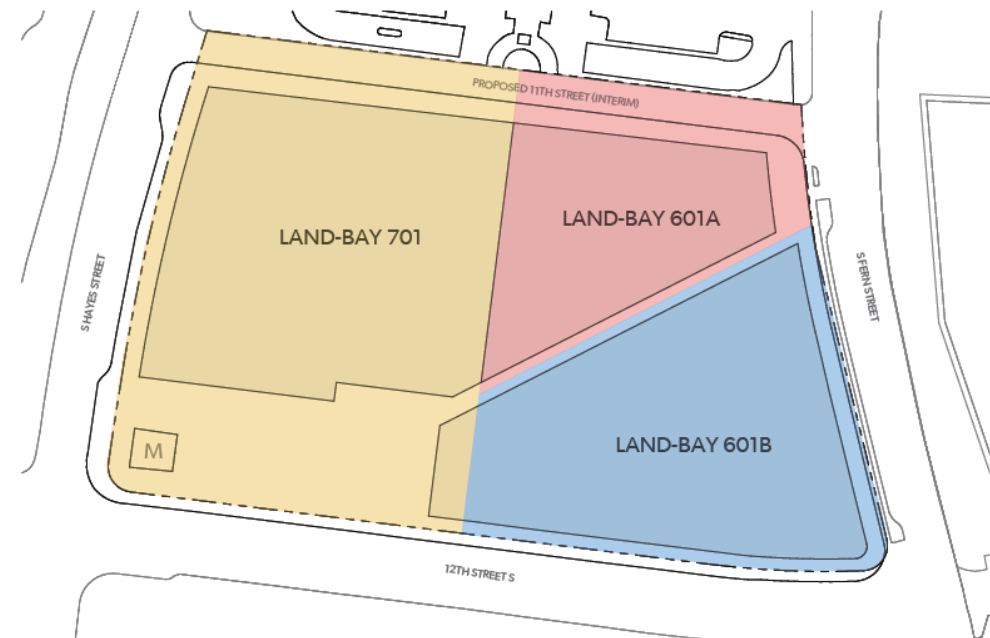 PROPOSED 11TH STREET (INTERIM)
LAND-BAY 601A
LAND-BAY 701
S HAYES STREET
S FERN STREET
LAND-BAY 601B
M
12TH STREET S